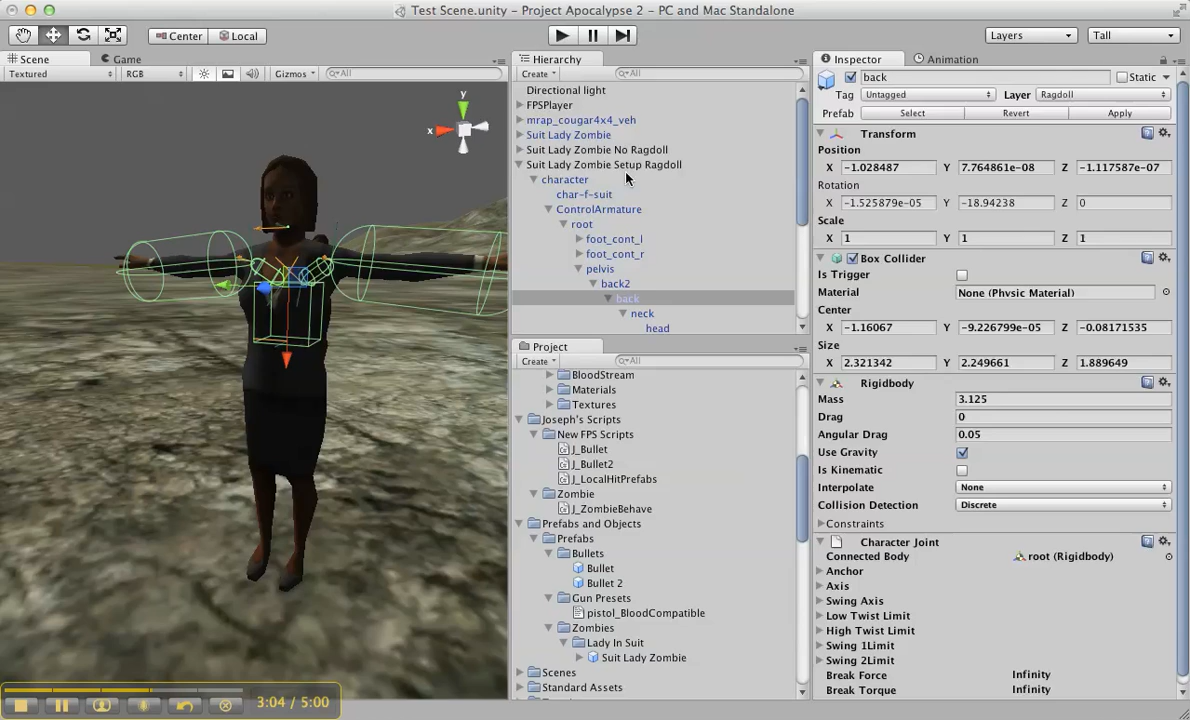 Test Scene.unity - Project Apocalypse 2 - PC and Mac Standalone
Center
Local
Layers
Tall
Scene
Game
Textured
RGB
Gizmos
All
y
x
Hierarchy
Create
All
Directional light
FPSPlayer
mrap_cougar4x4_veh
Suit Lady Zombie
Suit Lady Zombie No Ragdoll
Suit Lady Zombie Setup Ragdoll
character
char-f-suit
ControlArmature
root
foot_cont_l
foot_cont_r
pelvis
back2
back
neck
head
Project
Create
All
BloodStream
Materials
Textures
Joseph's Scripts
New FPS Scripts
J_Bullet
J_Bullet2
J_LocalHitPrefabs
Zombie
J_ZombieBehave
Prefabs and Objects
Prefabs
Bullets
Bullet
Bullet 2
Gun Presets
pistol_BloodCompatible
Zombies
Lady In Suit
Suit Lady Zombie
Scenes
Standard Assets
Inspector
Animation
back
Static
Tag Untagged Layer Ragdoll
Prefab Select Revert Apply
Transform
Position
X -1.028487 Y 7.764861e-08 Z -1.117587e-07
Rotation
X -1.525879e-05 Y -18.94238 Z 0
Scale
X 1 Y 1 Z 1
Box Collider
Is Trigger
Material None (Physic Material)
Center
X -1.16067 Y -9.226799e-05 Z -0.08171535
Size
X 2.321342 Y 2.249661 Z 1.889649
Rigidbody
Mass 3.125
Drag 0
Angular Drag 0.05
Use Gravity
Is Kinematic
Interpolate None
Collision Detection Discrete
Constraints
Character Joint
Connected Body root (Rigidbody)
Anchor
Axis
Swing Axis
Low Twist Limit
High Twist Limit
Swing 1Limit
Swing 2Limit
Break Force Infinity
Break Torque Infinity
3:04 / 5:00